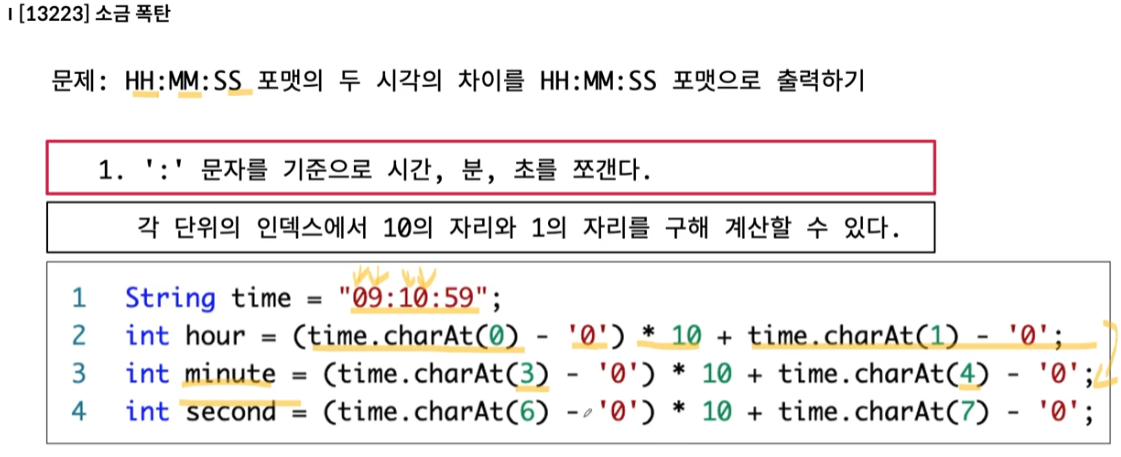 I [13223] 소금 폭탄
문제: HH:MM:SS 포맷의 두 시각의 차이를 HH:MM:SS 포맷으로 출력하기
1. ':' 문자를 기준으로 시간, 분, 초를 쪼갠다.
각 단위의 인덱스에서 10의 자리와 1의 자리를 구해 계산할 수 있다.
1 String time = "09:10:59";
2 int hour = (time.charAt(0) - '0') * 10 + time.charAt(1) - '0';
3 int minute = (time.charAt(3) - '0') * 10 + time.charAt(4) - '0';
4 int second = (time.charAt(6) - '0') * 10 + time.charAt(7) - '0';